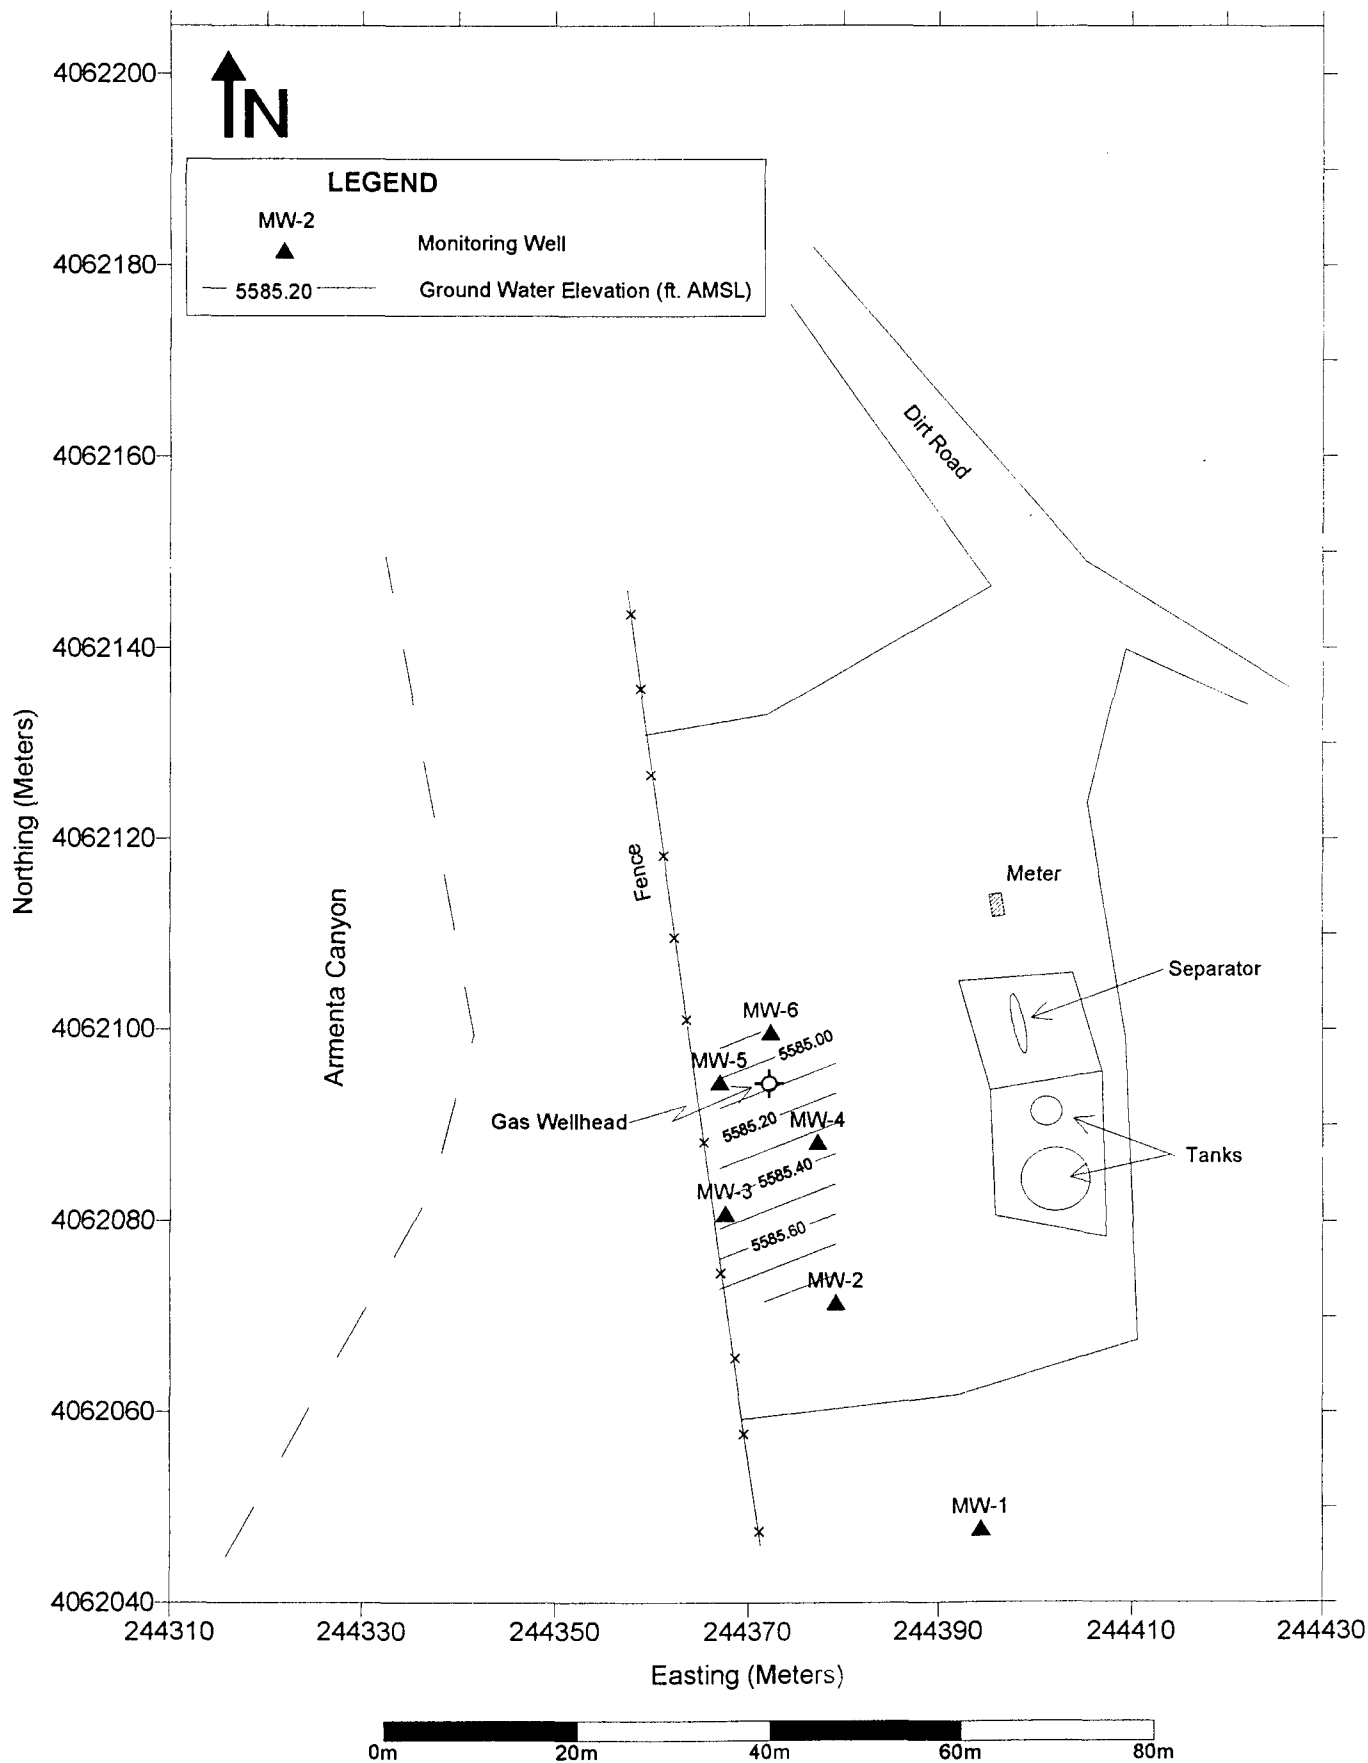 4062200
N
LEGEND
MW-2
Monitoring Well
4062180
5585.20
Ground Water Elevation (ft. AMSL)
Dirt Road
4062160
4062140
Northing (Meters)
4062120
Fence
Meter
Armenta Canyon
Separator
4062100
MW-6
5585.00
MW-5
Gas Wellhead
5585.20
MW-4
Tanks
5585.40
MW-3
4062080
5585.60
MW-2
4062060
MW-1
4062040
244310
244330
244350
244370
244390
244410
244430
Easting (Meters)
0m
20m
40m
60m
80m